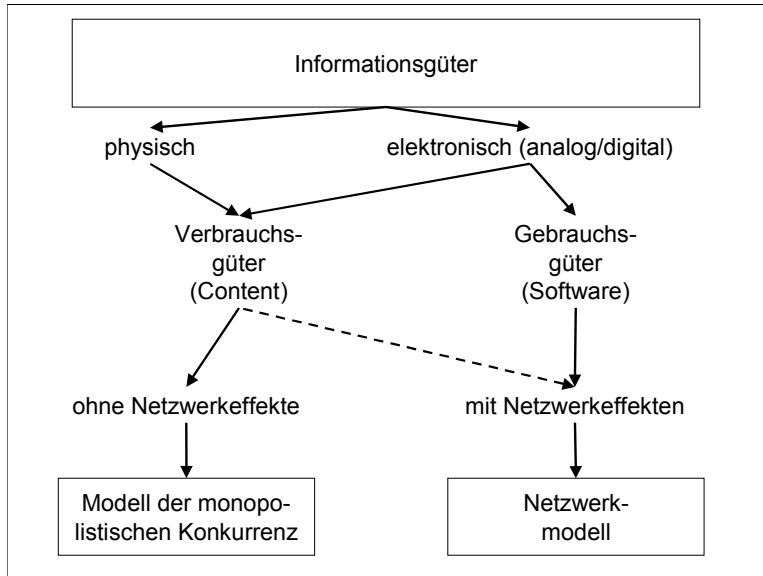 Informationsgüter
physisch
elektronisch (analog/digital)
Verbrauchs-
güter
(Content)
Gebrauchs-
güter
(Software)
ohne Netzwerkeffekte
mit Netzwerkeffekten
Modell der monopo-
listischen Konkurrenz
Netzwerk-
modell